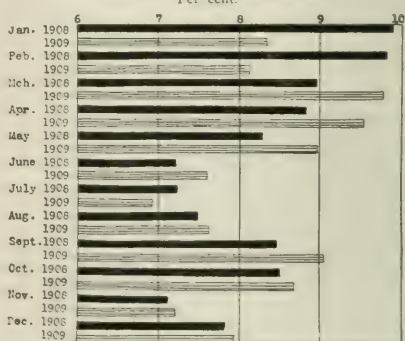 Per cent.
6 7 8 9 10
Jan. 1908
1909
Feb. 1908
1909
Mch. 1908
1909
Apr. 1908
1909
May 1908
1909
June 1908
1909
July 1908
1909
Aug. 1908
1909
Sept. 1908
1909
Oct. 1908
1909
Nov. 1908
1909
Dec. 1908
1909